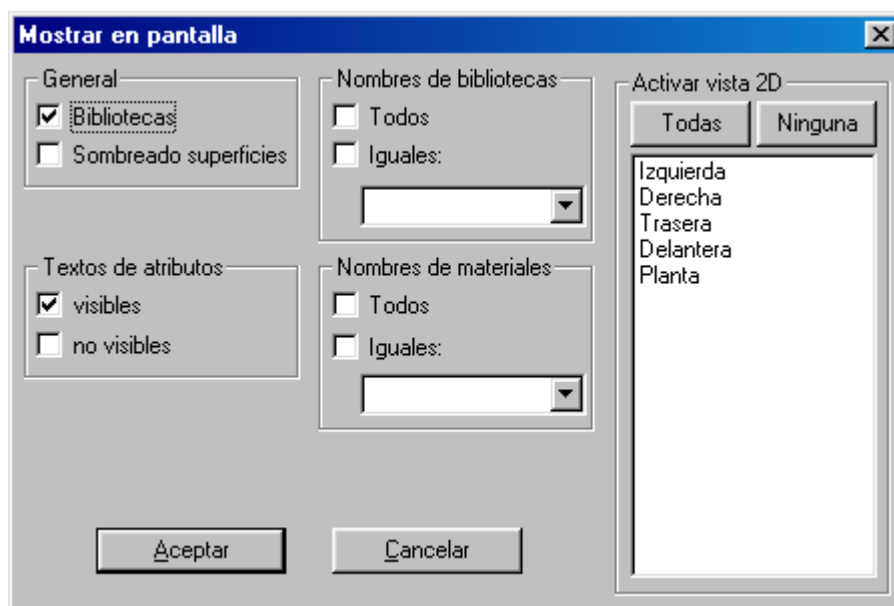 Mostrar en pantalla
General
Bibliotecas
Sombreado superficies
Textos de atributos
visibles
no visibles
Nombres de bibliotecas
Todos
Iguales:
Nombres de materiales
Todos
Iguales:
Activar vista 2D
Todas Ninguna
Izquierda
Derecha
Trasera
Delantera
Planta
Aceptar Cancelar